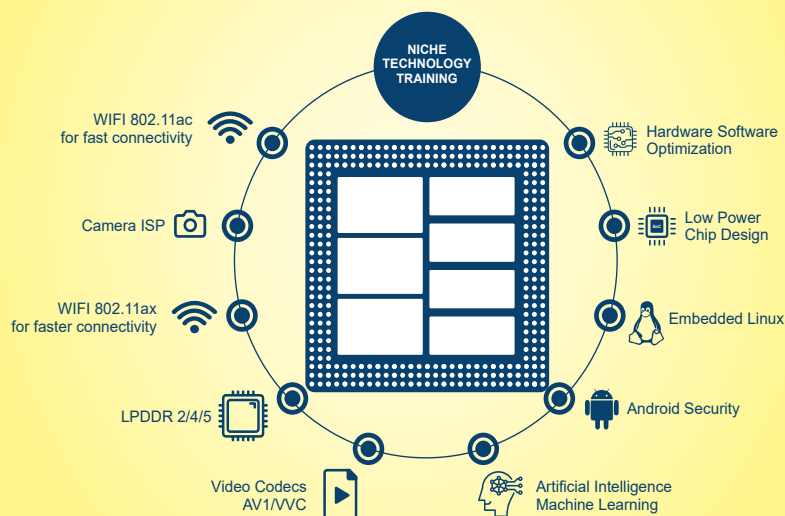 NICHE
TECHNOLOGY
TRAINING
WIFI 802.11ac
for fast connectivity
Hardware Software
Optimization
Camera ISP
Low Power
Chip Design
WIFI 802.11ax
for faster connectivity
Embedded Linux
LPDDR 2/4/5
Android Security
Video Codecs
AV1/VVC
Artificial Intelligence
Machine Learning